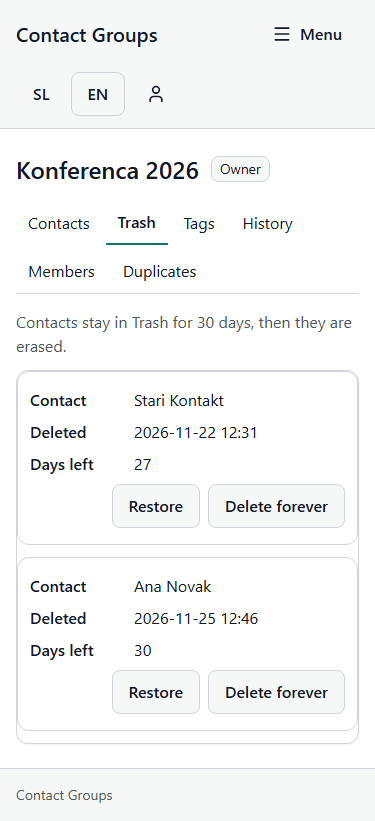 Contact Groups
Menu
SL
EN
Konferenca 2026
Owner
Contacts
Trash
Tags
History
Members
Duplicates
Contacts stay in Trash for 30 days, then they are
erased.
Contact Stari Kontakt
Deleted 2026-11-22 12:31
Days left 27
Restore
Delete forever
Contact Ana Novak
Deleted 2026-11-25 12:46
Days left 30
Restore
Delete forever
Contact Groups